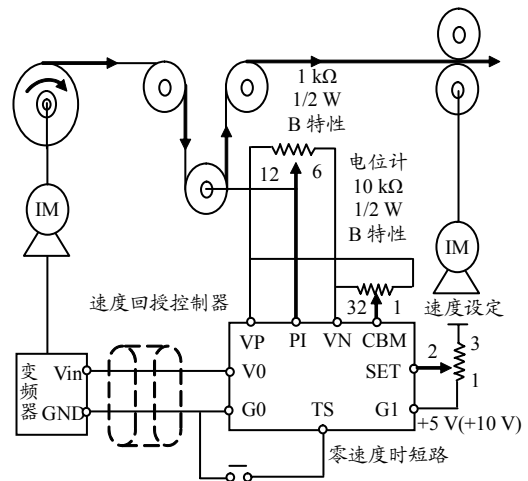 1 kΩ
1/2 W
B 特性
12
6
电位计
10 kΩ
1/2 W
B 特性
IM
IM
速度回授控制器
32
1
速度设定
VP
PI
VN
CBM
变频器
Vin
V0
SET
2
3
1
GND
G0
TS
G1
+5 V(+10 V)
零速度时短路